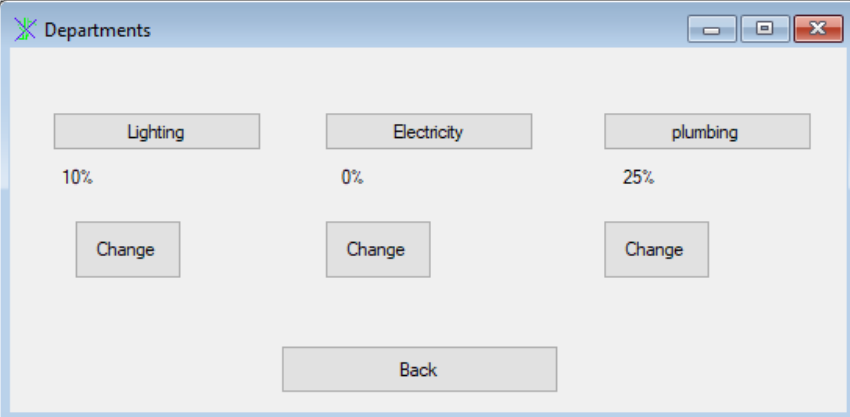 Departments
Lighting Electricity plumbing
10% 0% 25%
Change Change Change
Back